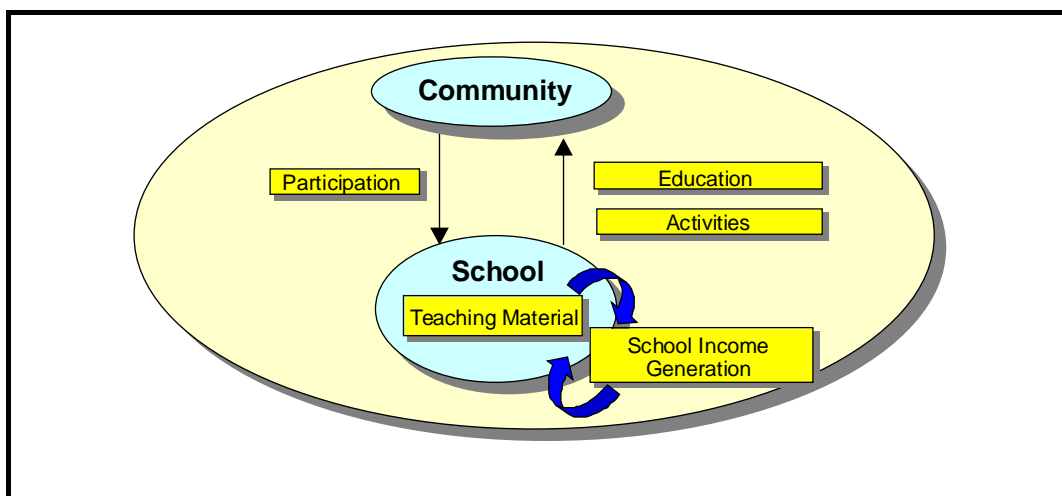 Community
Participation
Education
Activities
School
Teaching Material
School Income
Generation